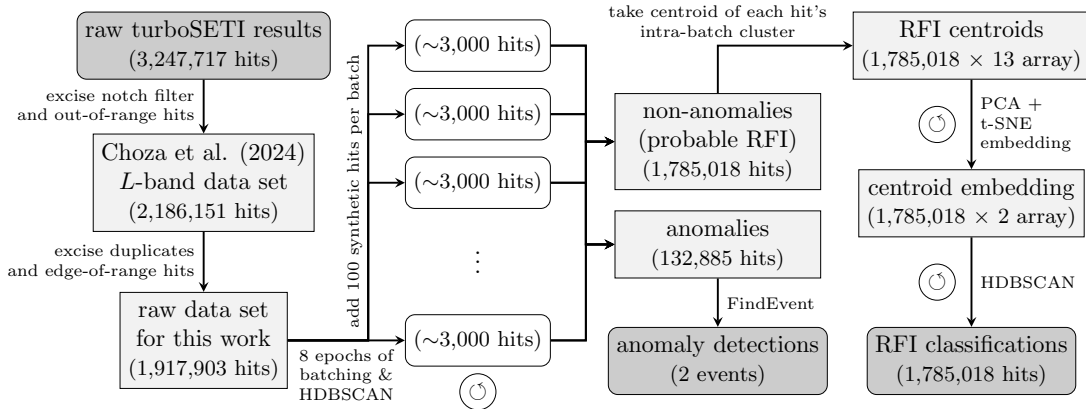 raw turboSETI results
(3,247,717 hits)
excise notch filter
and out-of-range hits
Choza et al. (2024)
L-band data set
(2,186,151 hits)
excise duplicates
and edge-of-range hits
raw data set
for this work
(1,917,903 hits)
8 epochs of
batching &
HDBSCAN
add 100 synthetic hits per batch
(~3,000 hits)
(~3,000 hits)
(~3,000 hits)
⋮
(~3,000 hits)
non-anomalies
(probable RFI)
(1,785,018 hits)
anomalies
(132,885 hits)
FindEvent
anomaly detections
(2 events)
take centroid of each hit's
intra-batch cluster
RFI centroids
(1,785,018 × 13 array)
PCA +
t-SNE
embedding
centroid embedding
(1,785,018 × 2 array)
HDBSCAN
RFI classifications
(1,785,018 hits)